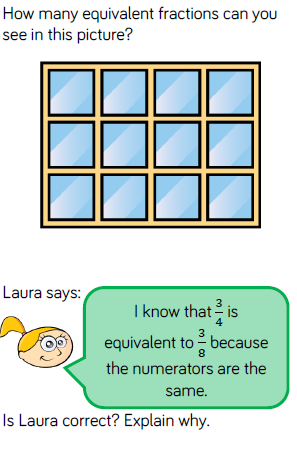 How many equivalent fractions can you
see in this picture?
Laura says:
I know that 3/4 is
equivalent to 3/8 because
the numerators are the
same.
Is Laura correct? Explain why.